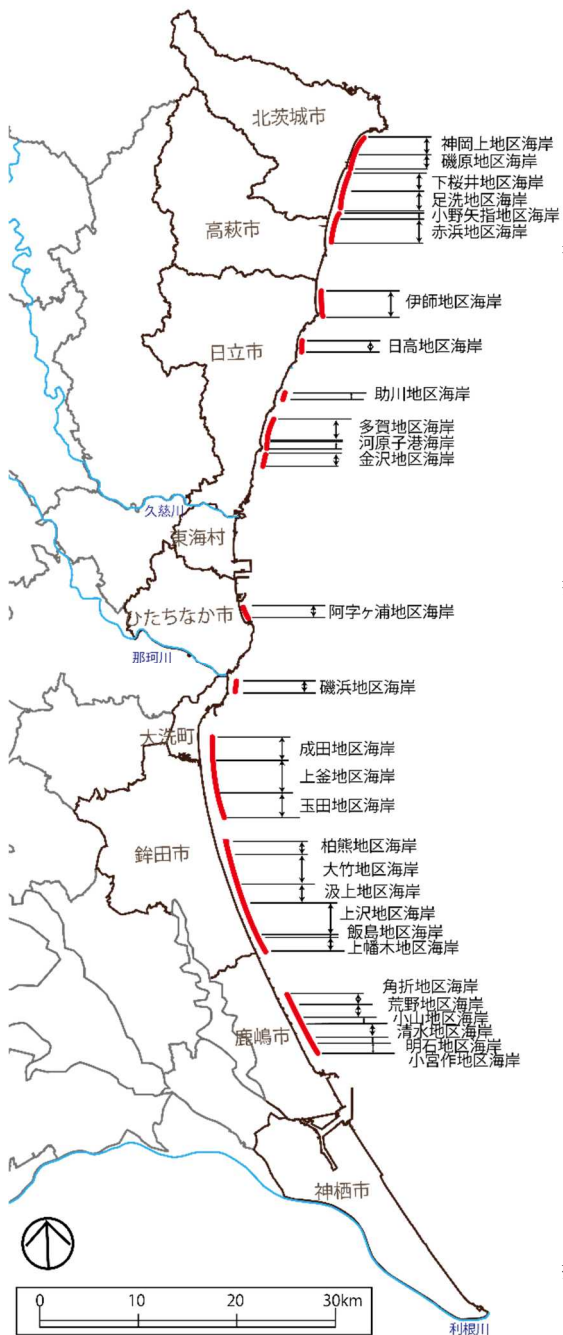 北茨城市
神岡上地区海岸
磯原地区海岸
下桜井地区海岸
足洗地区海岸
小野矢指地区海岸
赤浜地区海岸
高萩市
伊師地区海岸
日立市
日高地区海岸
助川地区海岸
多賀地区海岸
河原子港海岸
金沢地区海岸
久慈川
東海村
ひたちなか市
阿字ヶ浦地区海岸
那珂川
磯浜地区海岸
大洗町
成田地区海岸
上釜地区海岸
玉田地区海岸
鉾田市
柏熊地区海岸
大竹地区海岸
汲上地区海岸
上沢地区海岸
飯島地区海岸
上幡木地区海岸
角折地区海岸
荒野地区海岸
小山地区海岸
清水地区海岸
明石地区海岸
小宮作地区海岸
鹿嶋市
神栖市
0 10 20 30km
利根川